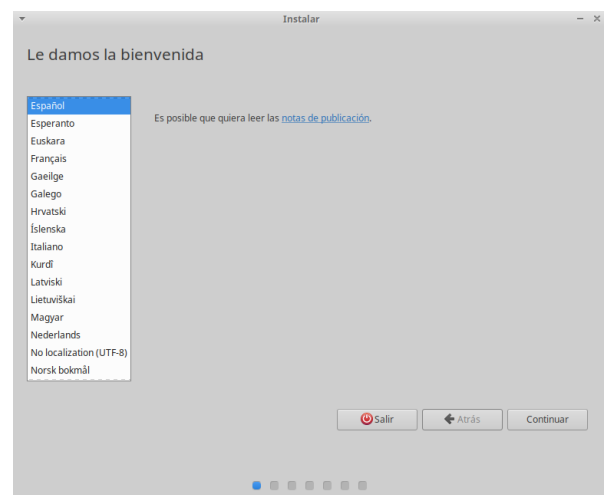 Instalar
Le damos la bienvenida
Español
Esperanto
Euskara
Français
Gaeilge
Galego
Hrvatski
Íslenska
Italiano
Kurdî
Latviski
Lietuviškai
Magyar
Nederlands
No localization (UTF-8)
Norsk bokmål
Es posible que quiera leer las notas de publicación.
Salir
Atrás
Continuar